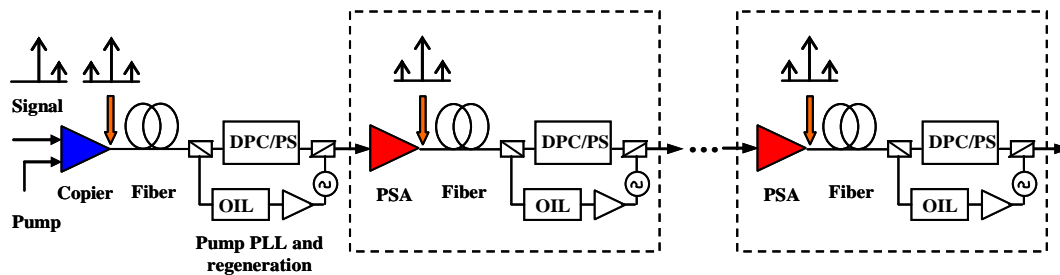 Signal
Pump
Copier
Fiber
DPC/PS
OIL
Pump PLL and
regeneration
PSA
Fiber
DPC/PS
OIL
PSA
Fiber
DPC/PS
OIL